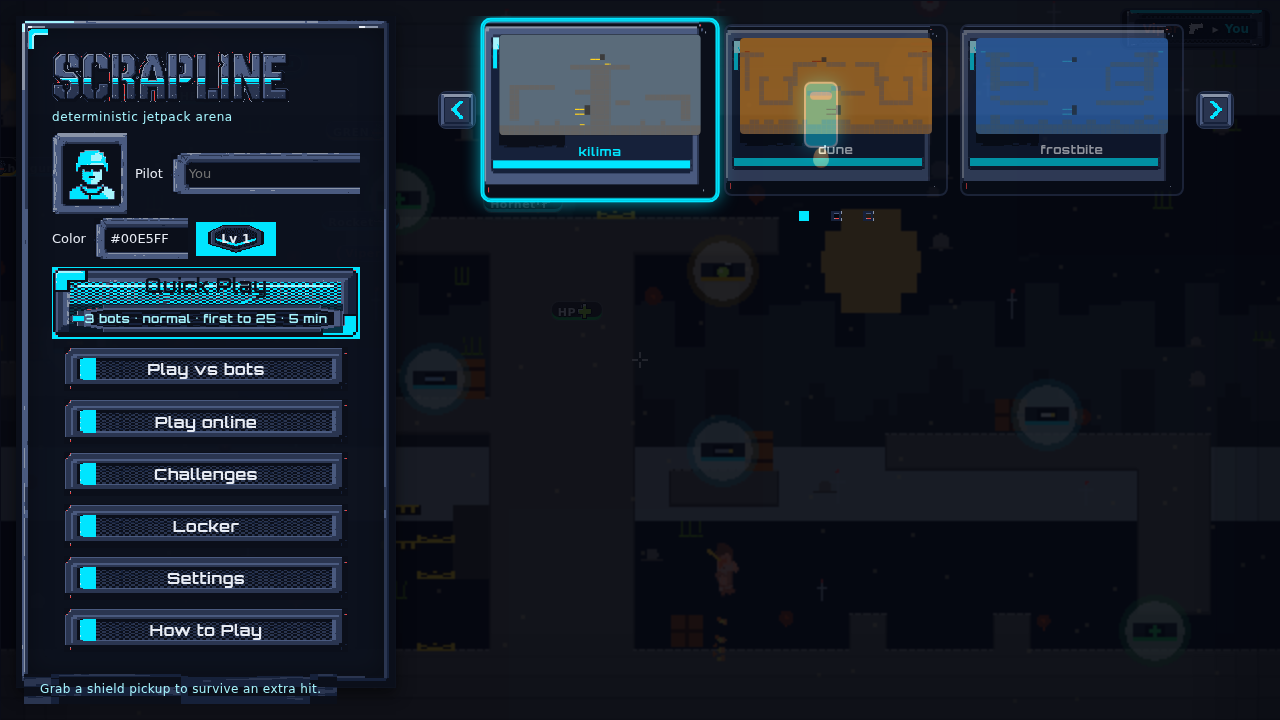 SCRAPLINE
deterministic jetpack arena
Pilot
You
Color
#00E5FF
Lv 1
Quick Play
3 bots · normal · first to 25 · 5 min
Play vs bots
Play online
Challenges
Locker
Settings
How to Play
Grab a shield pickup to survive an extra hit.
kilima
dune
frostbite
You
HP